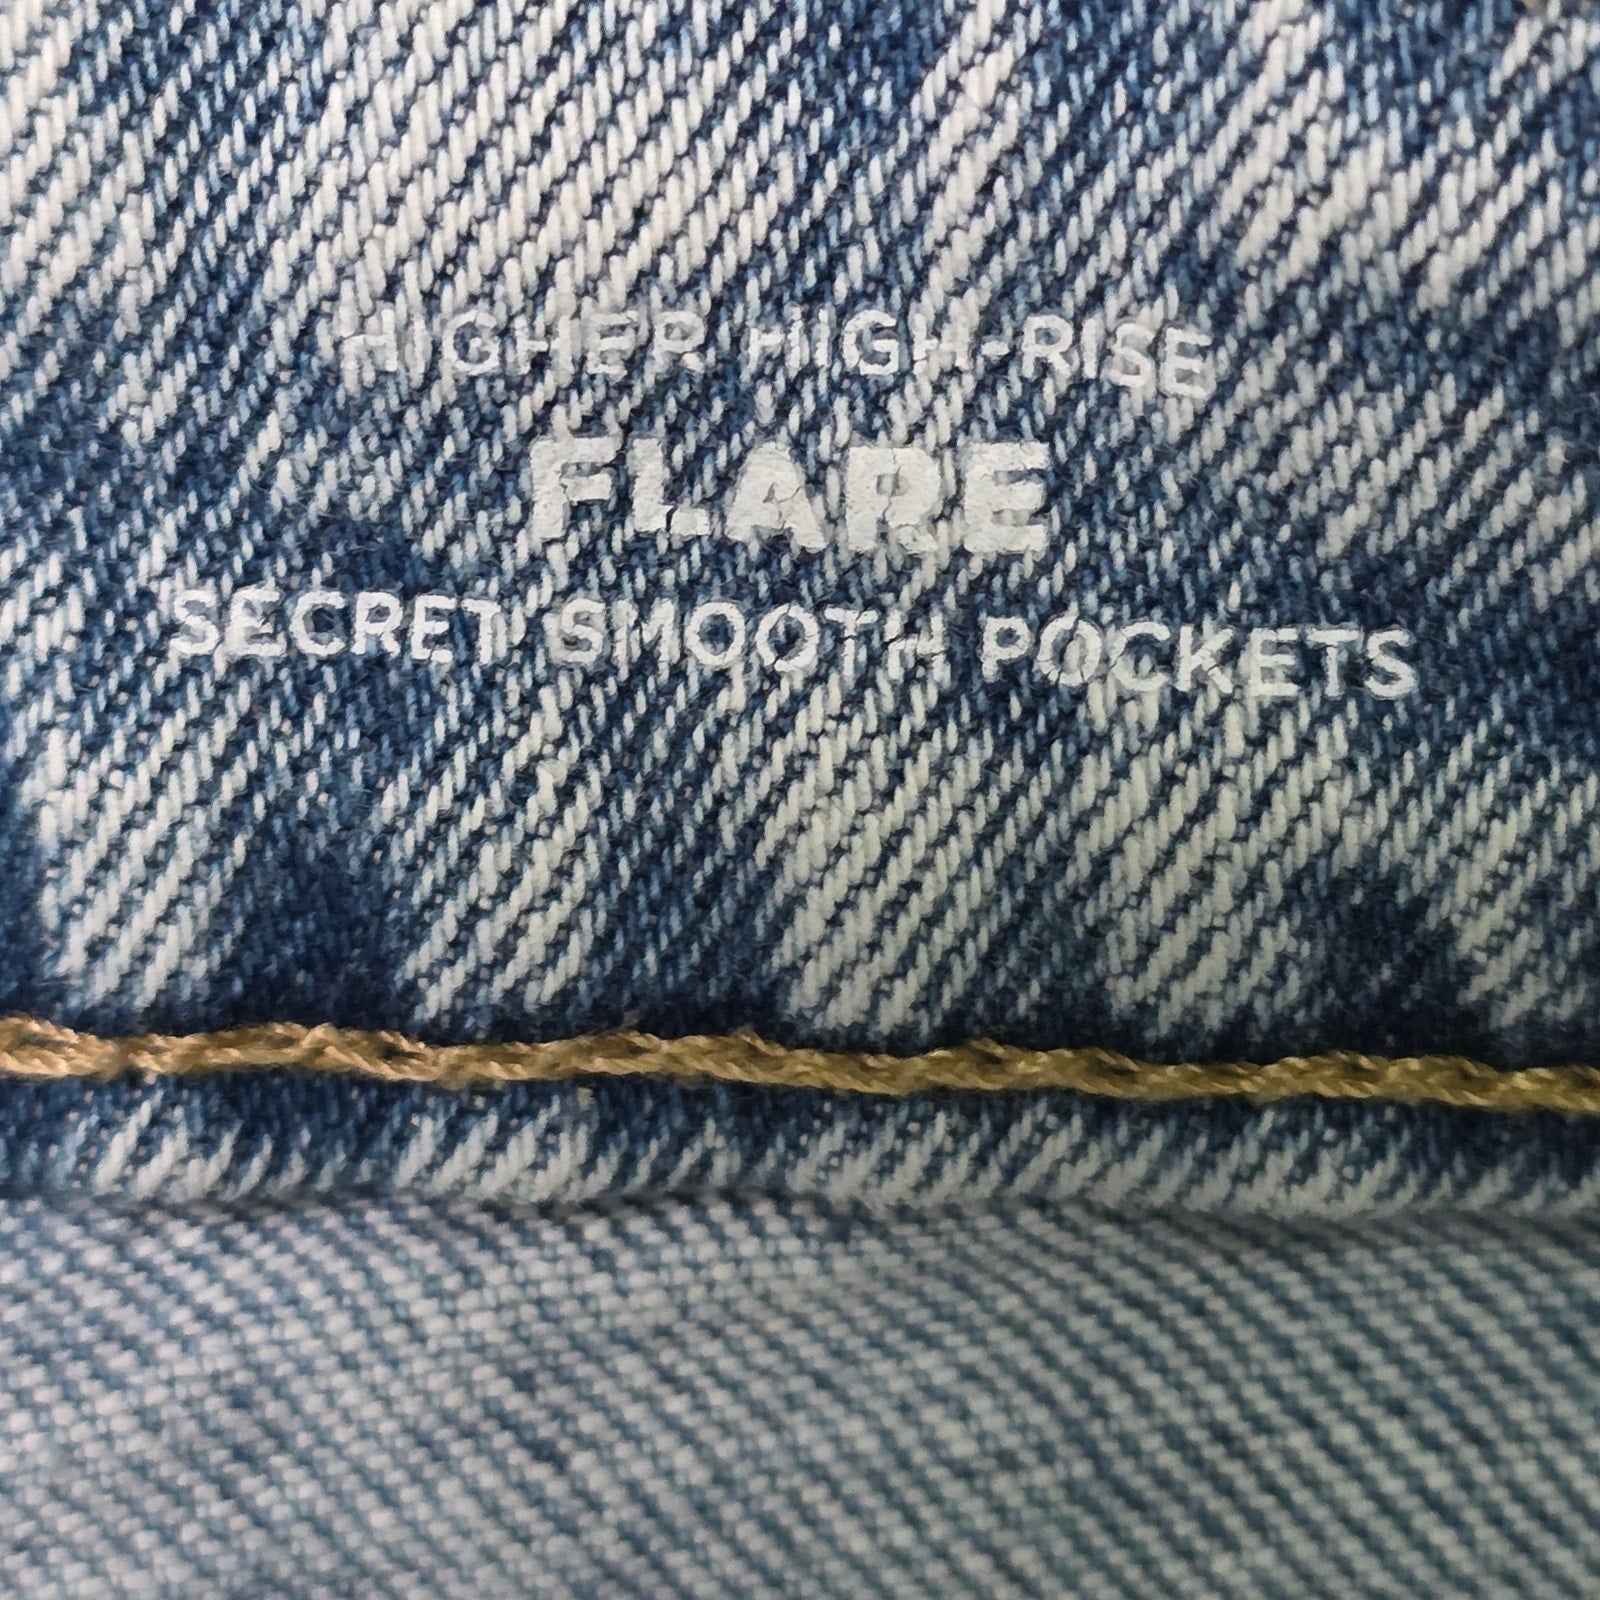 HIGHER HIGH-RISE
FLARE
SECRET SMOOTH POCKETS